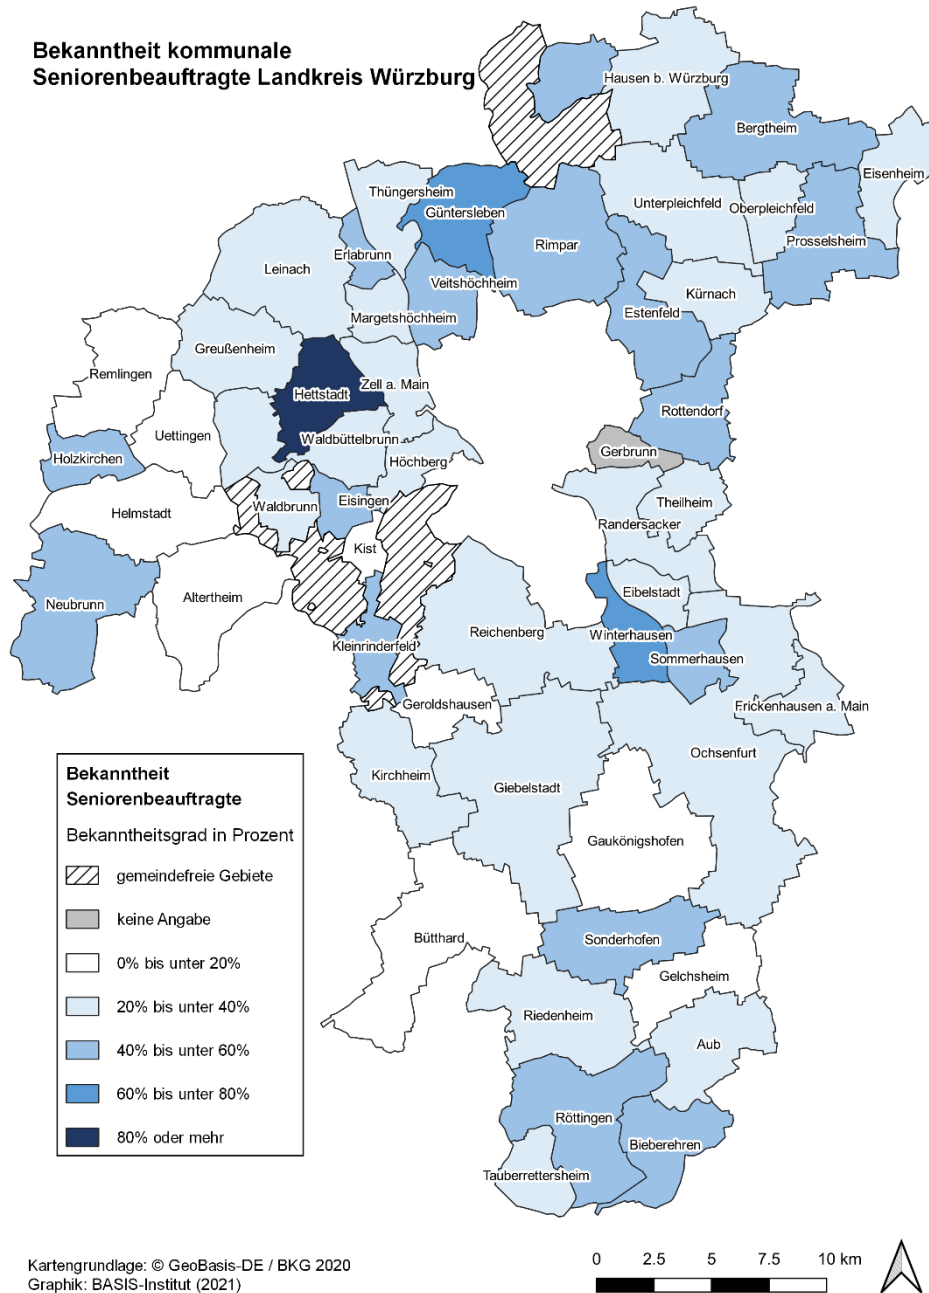 Bekanntheit kommunale
Seniorenbeauftragte Landkreis Würzburg
Hausen b. Würzburg
Bergtheim
Eisenheim
Thüngersheim
Güntersleben
Unterpleichfeld
Oberpleichfeld
Prosselsheim
Rimpar
Erlabrunn
Leinach
Veitshöchheim
Kürnach
Estenfeld
Margetshöchheim
Greußenheim
Remlingen
Hettstadt
Zell a. Main
Rottendorf
Uettingen
Waldbüttelbrunn
Holzkirchen
Höchberg
Gerbrunn
Eisingen
Waldbrunn
Theilheim
Helmstadt
Randersacker
Kist
Altertheim
Neubrunn
Eibelstadt
Reichenberg
Winterhausen
Kleinrinderfeld
Sommerhausen
Geroldshausen
Frickenhausen a. Main
Ochsenfurt
Kirchheim
Giebelstadt
Gaukönigshofen
Bütthard
Sonderhofen
Gelchsheim
Riedenheim
Aub
Röttingen
Bieberehren
Tauberrettersheim
Bekanntheit
Seniorenbeauftragte
Bekanntheitsgrad in Prozent
gemeindefreie Gebiete
keine Angabe
0% bis unter 20%
20% bis unter 40%
40% bis unter 60%
60% bis unter 80%
80% oder mehr
Kartengrundlage: © GeoBasis-DE / BKG 2020
Graphik: BASIS-Institut (2021)
0 2.5 5 7.5 10 km